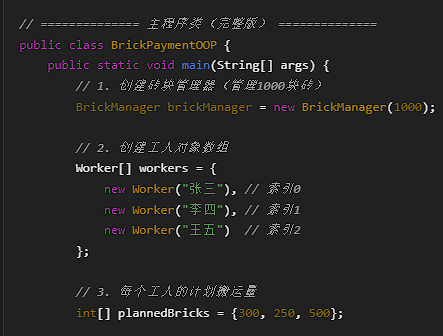 // ============== 主程序类（完整版） ==============
public class BrickPaymentOOP {
    public static void main(String[] args) {
        // 1. 创建砖块管理器（管理1000块砖）
        BrickManager brickManager = new BrickManager(1000);

        // 2. 创建工人对象数组
        Worker[] workers = {
            new Worker("张三"), // 索引0
            new Worker("李四"), // 索引1
            new Worker("王五")  // 索引2
        };

        // 3. 每个工人的计划搬运量
        int[] plannedBricks = {300, 250, 500};